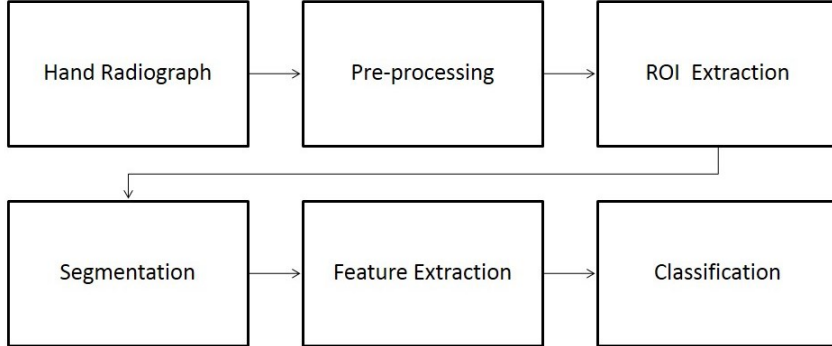 Hand Radiograph
Pre-processing
ROI Extraction
Segmentation
Feature Extraction
Classification